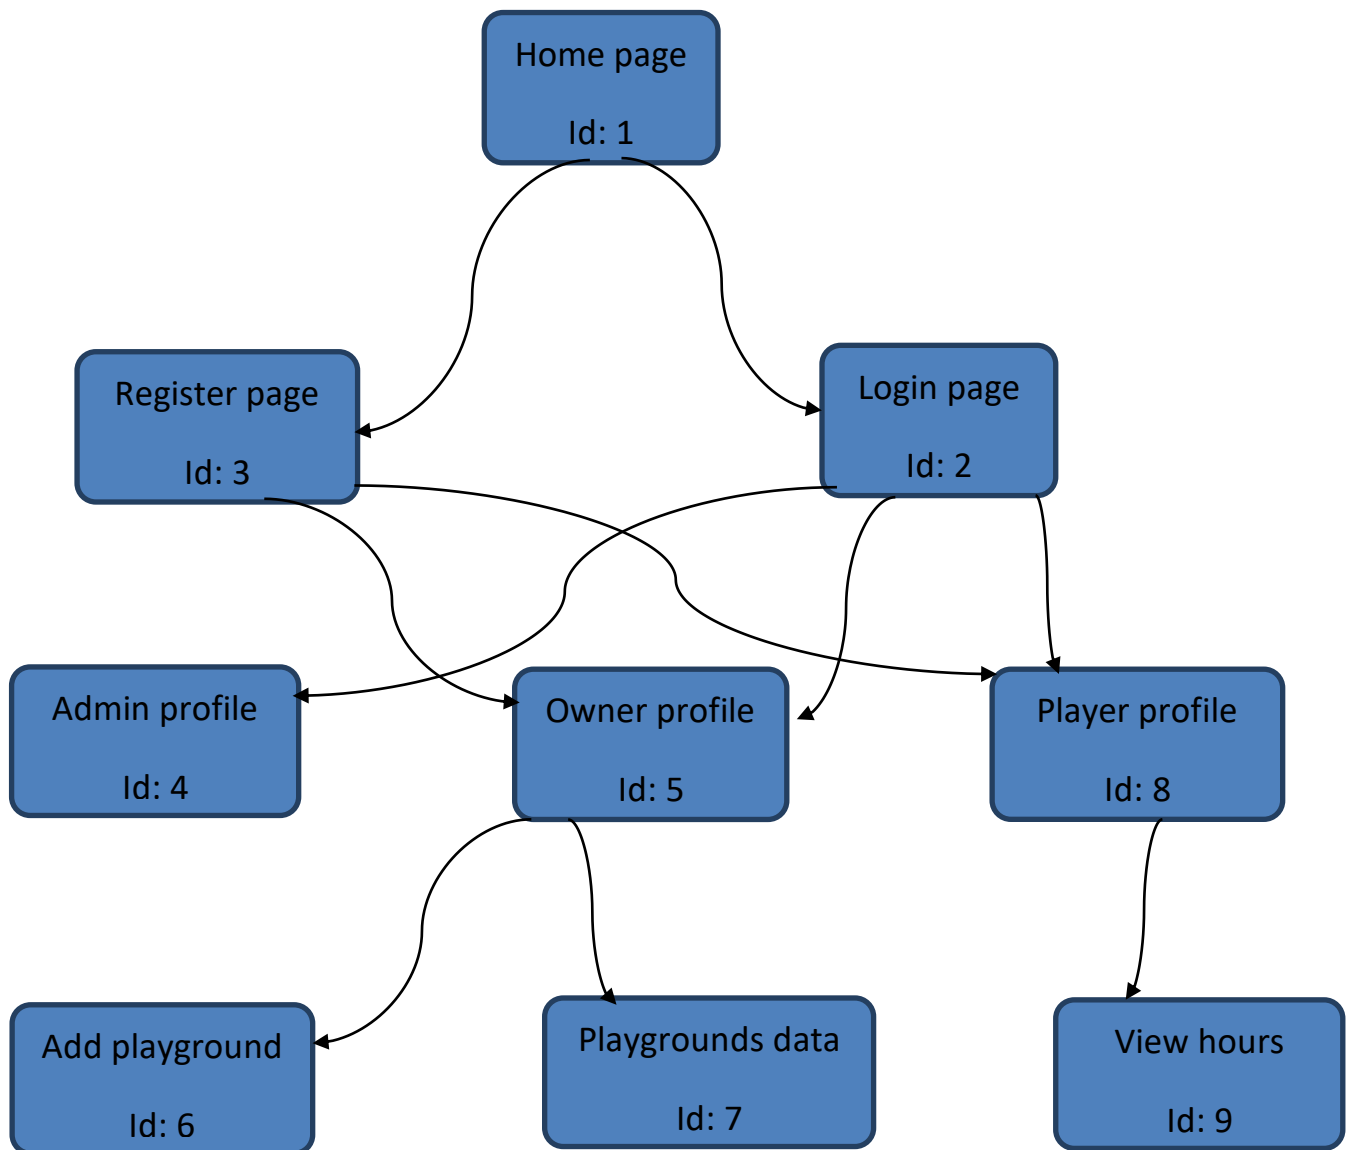 Home page
Id: 1
Register page
Id: 3
Login page
Id: 2
Admin profile
Id: 4
Owner profile
Id: 5
Player profile
Id: 8
Add playground
Id: 6
Playgrounds data
Id: 7
View hours
Id: 9